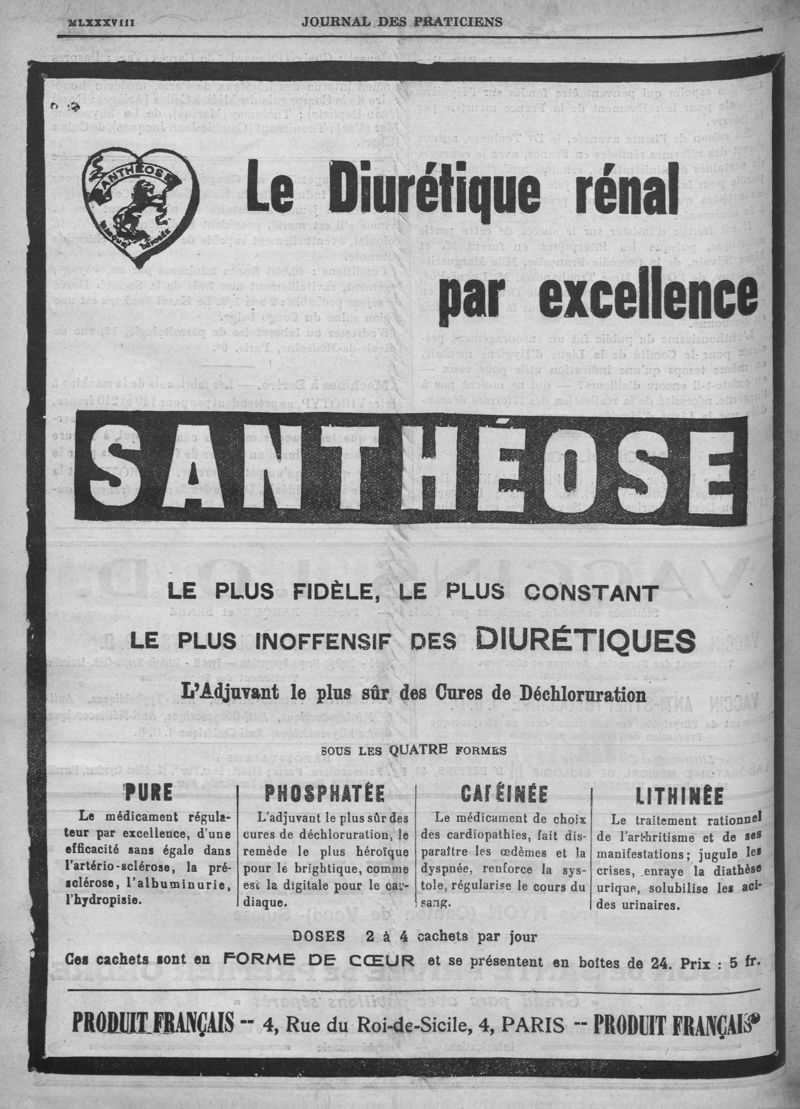 MLXXXVIII
JOURNAL DES PRATICIENS
SANTHÉOSE
MARQUE DÉPOSÉE
Le Diurétique rénal
par excellence
SANTHÉOSE
LE PLUS FIDÈLE, LE PLUS CONSTANT
LE PLUS INOFFENSIF DES DIURÉTIQUES
L'Adjuvant le plus sûr des Cures de Déchloruration
SOUS LES QUATRE FORMES
PURE
Le médicament régula-
teur par excellence, d'une
efficacité sans égale dans
l'artério-sclérose, la pré-
sclérose, l'albuminurie,
l'hydropisie.
PHOSPHATÉE
L'adjuvant le plus sûr des
cures de déchloruration, le
remède le plus héroïque
pour le brightique, comme
est la digitale pour le car-
diaque.
CAFÉINÉE
Le médicament de choix
des cardiopathies, fait dis-
paraître les œdèmes et la
dyspnée, renforce la sys-
tole, régularise le cours du
sang.
LITHINÉE
Le traitement rationnel
de l'arthritisme et de ses
manifestations; jugule les
crises, enraye la diathèse
urique, solubilise les aci-
des urinaires.
DOSES 2 à 4 cachets par jour
Ces cachets sont en FORME DE CŒUR et se présentent en boites de 24. Prix : 5 fr.
PRODUIT FRANÇAIS -- 4, Rue du Roi-de-Sicile, 4, PARIS -- PRODUIT FRANÇAIS